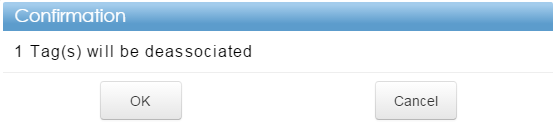 Confirmation
1 Tag(s) will be deassociated
OK
Cancel